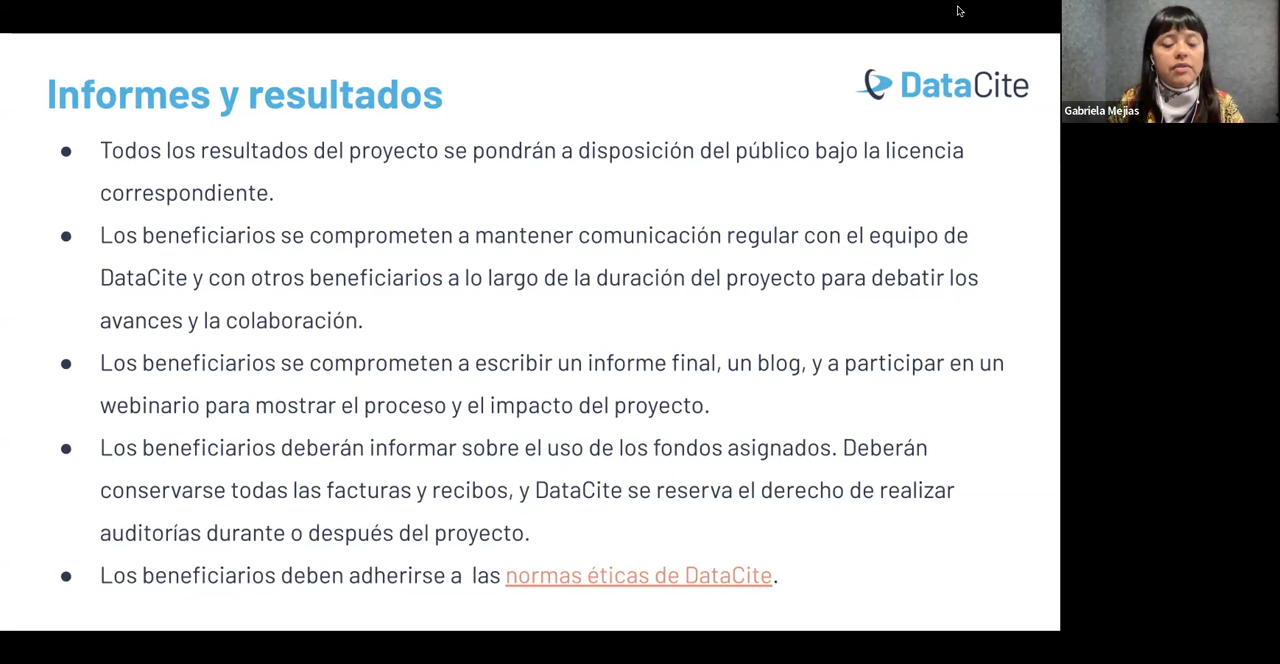 Informes y resultados
DataCite
Gabriela Mejias
● Todos los resultados del proyecto se pondrán a disposición del público bajo la licencia
correspondiente.
● Los beneficiarios se comprometen a mantener comunicación regular con el equipo de
DataCite y con otros beneficiarios a lo largo de la duración del proyecto para debatir los
avances y la colaboración.
● Los beneficiarios se comprometen a escribir un informe final, un blog, y a participar en un
webinario para mostrar el proceso y el impacto del proyecto.
● Los beneficiarios deberán informar sobre el uso de los fondos asignados. Deberán
conservarse todas las facturas y recibos, y DataCite se reserva el derecho de realizar
auditorías durante o después del proyecto.
● Los beneficiarios deben adherirse a las normas éticas de DataCite.